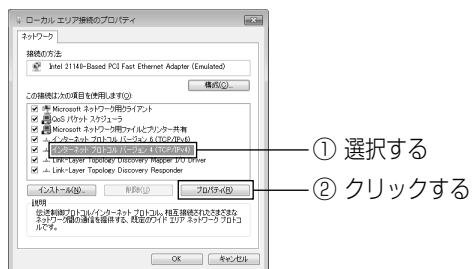 ローカル エリア接続のプロパティ
ネットワーク
接続の方法:
Intel 21140-Based PCI Fast Ethernet Adapter (Emulated)
構成(C)...
この接続は次の項目を使用します(O):
Microsoft ネットワーク用クライアント
QoS パケット スケジューラ
Microsoft ネットワーク用ファイルとプリンター共有
インターネット プロトコル バージョン 6 (TCP/IPv6)
インターネット プロトコル バージョン 4 (TCP/IPv4)
① 選択する
Link-Layer Topology Discovery Mapper I/O Driver
Link-Layer Topology Discovery Responder
インストール(N)...
削除(U)
プロパティ(R)
② クリックする
説明
伝送制御プロトコル/インターネット プロトコル。相互接続されたさまざまな
ネットワーク間の通信を提供する、既定のワイド エリア ネットワーク プロトコ
ルです。
OK
キャンセル